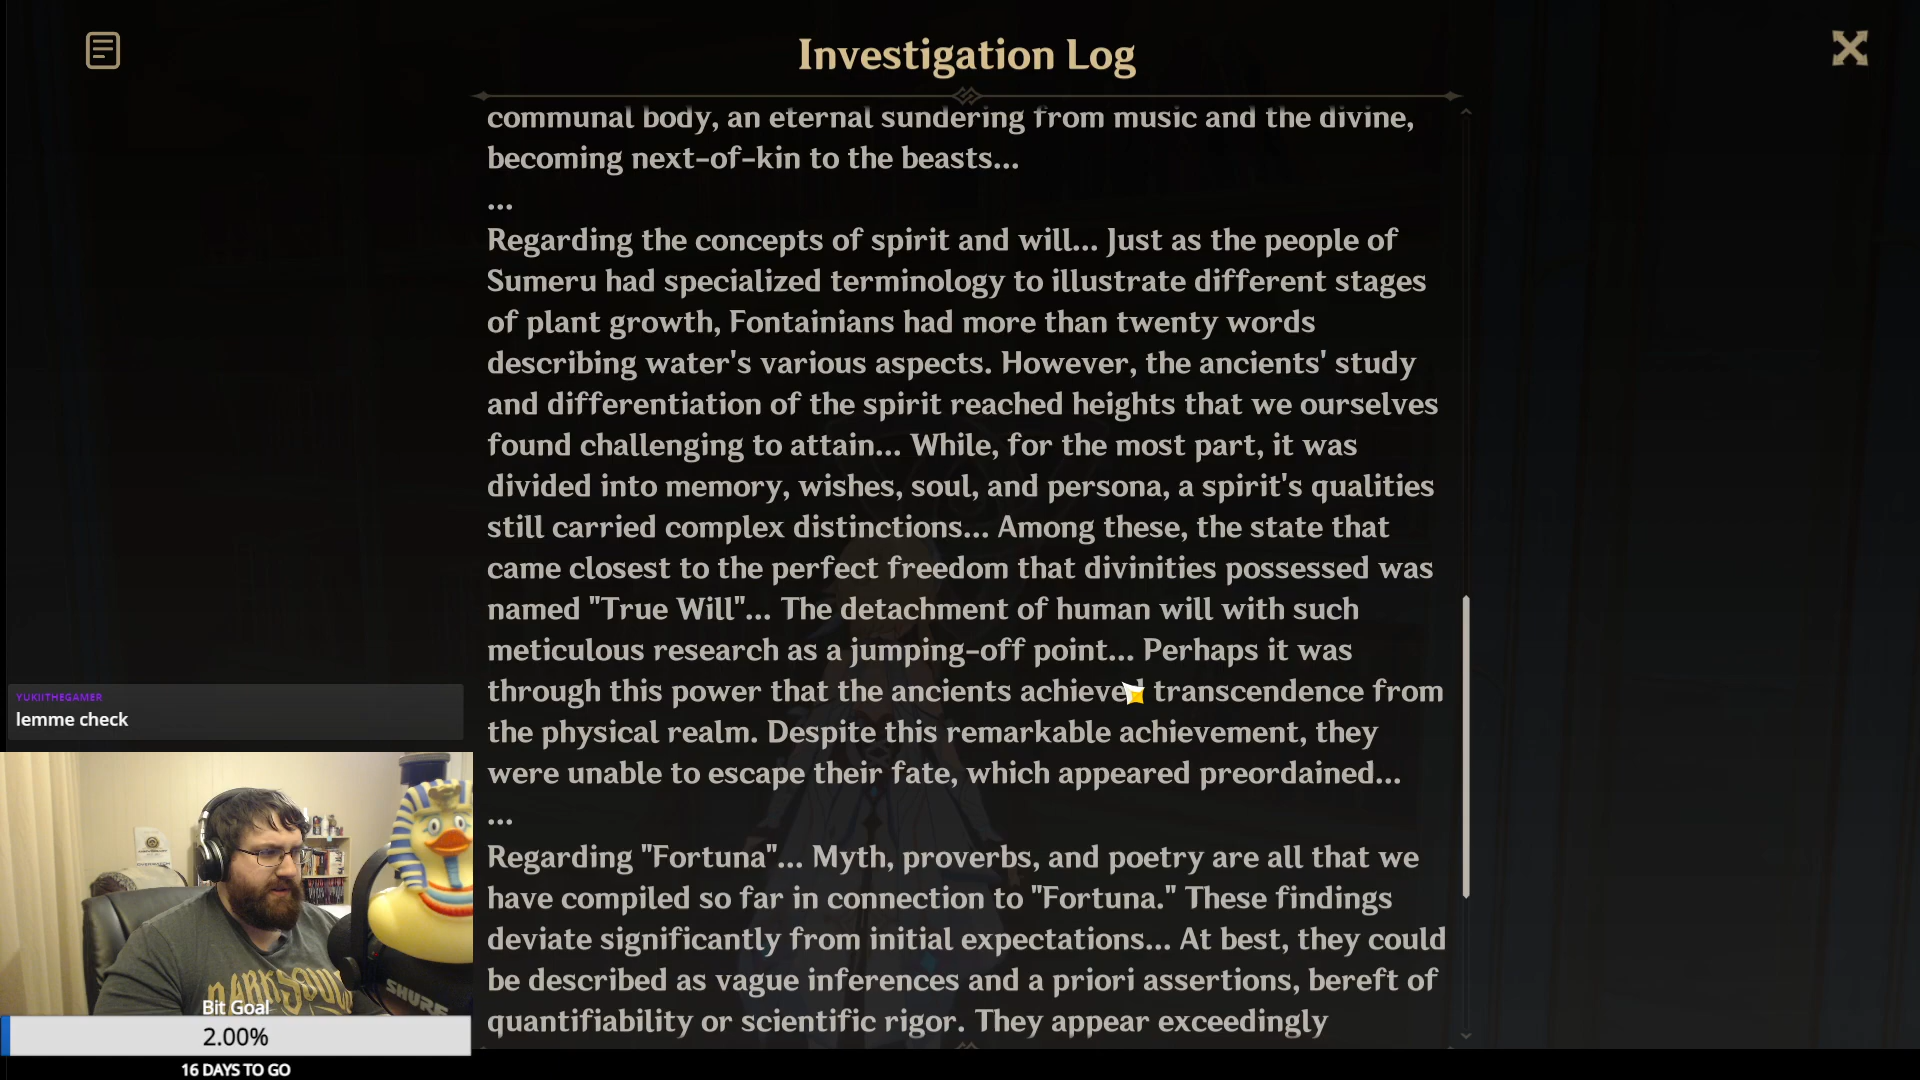 Investigation Log
communal body, an eternal sundering from music and the divine,
becoming next-of-kin to the beasts...
...
Regarding the concepts of spirit and will... Just as the people of
Sumeru had specialized terminology to illustrate different stages
of plant growth, Fontainians had more than twenty words
describing water's various aspects. However, the ancients' study
and differentiation of the spirit reached heights that we ourselves
found challenging to attain... While, for the most part, it was
divided into memory, wishes, soul, and persona, a spirit's qualities
still carried complex distinctions... Among these, the state that
came closest to the perfect freedom that divinities possessed was
named "True Will"... The detachment of human will with such
meticulous research as a jumping-off point... Perhaps it was
through this power that the ancients achieved transcendence from
the physical realm. Despite this remarkable achievement, they
were unable to escape their fate, which appeared preordained...
...
Regarding "Fortuna"... Myth, proverbs, and poetry are all that we
have compiled so far in connection to "Fortuna." These findings
deviate significantly from initial expectations... At best, they could
be described as vague inferences and a priori assertions, bereft of
quantifiability or scientific rigor. They appear exceedingly
YUKIITHEGAMER
lemme check
DARK SOUL
SHURE
Bit Goal
2.00%
16 DAYS TO GO